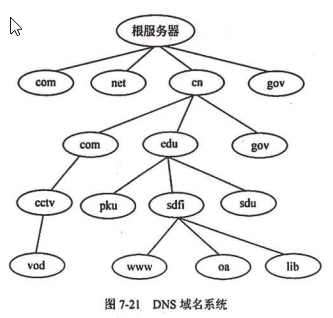 根服务器
com net cn gov
com edu gov
cctv pku sdfi sdu
vod www oa lib
图 7-21 DNS 域名系统